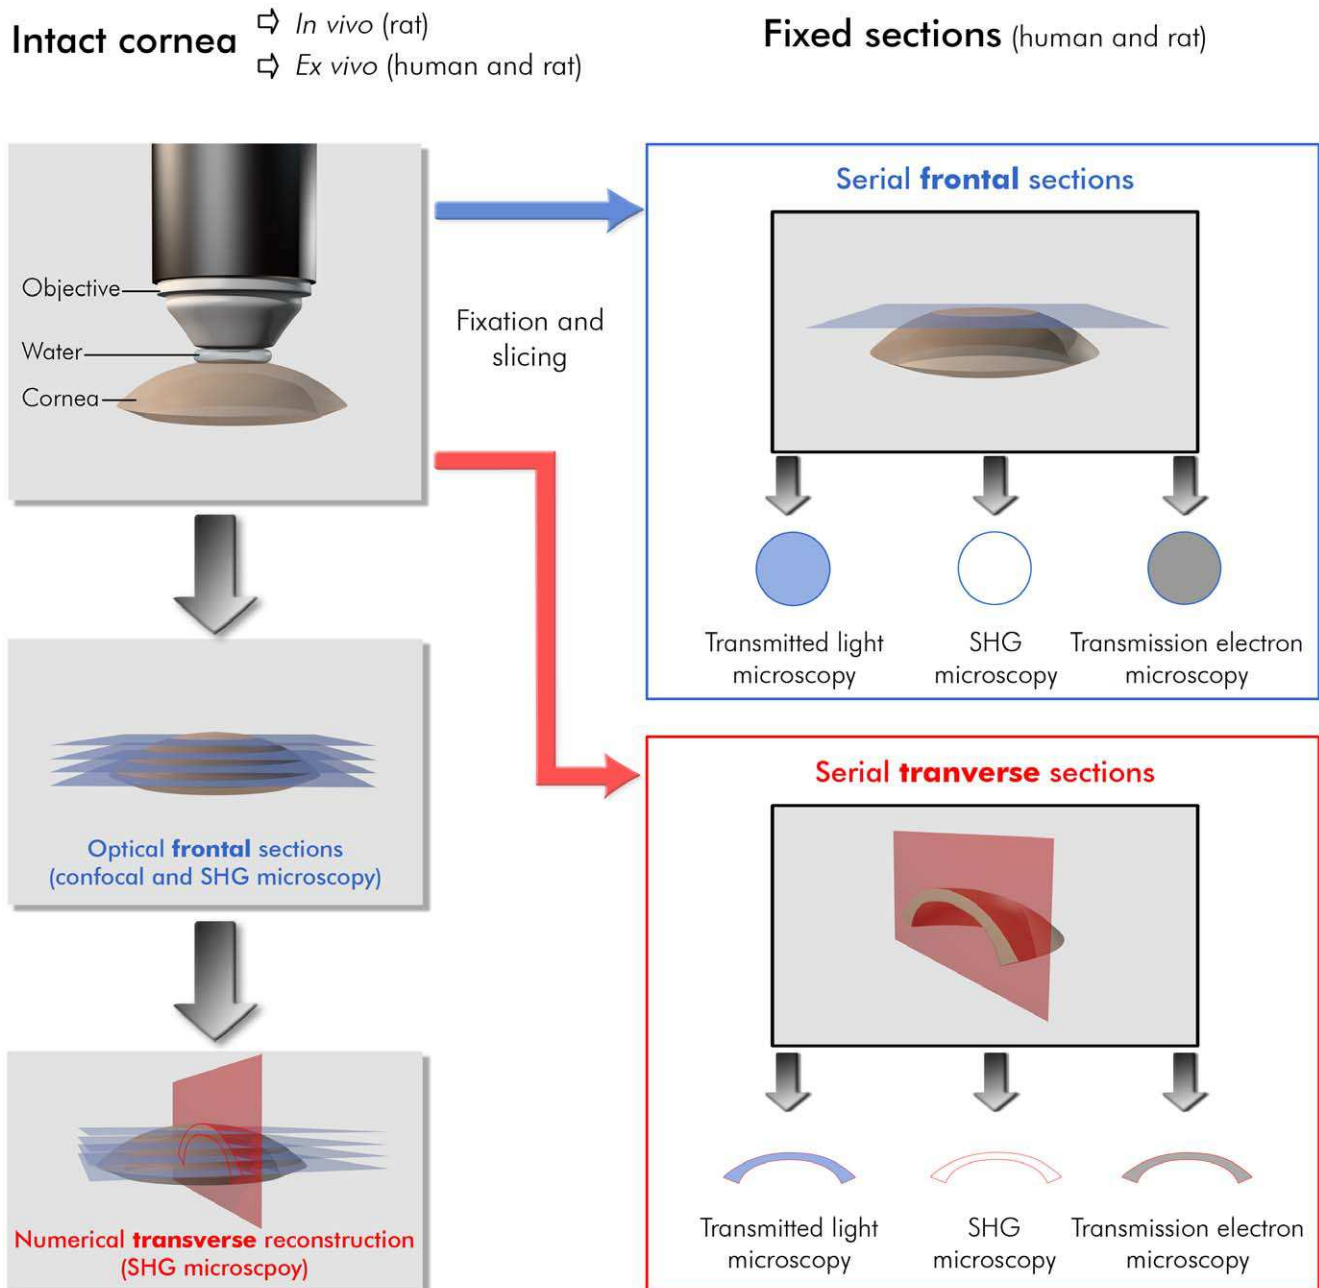 Intact cornea
⇨ In vivo (rat)
⇨ Ex vivo (human and rat)
Fixed sections (human and rat)
Objective
Water
Cornea
Fixation and
slicing
Serial frontal sections
Transmitted light
microscopy
SHG
microscopy
Transmission electron
microscopy
Optical frontal sections
(confocal and SHG microscopy)
Serial tranverse sections
Numerical transverse reconstruction
(SHG microscpoy)
Transmitted light
microscopy
SHG
microscopy
Transmission electron
microscopy